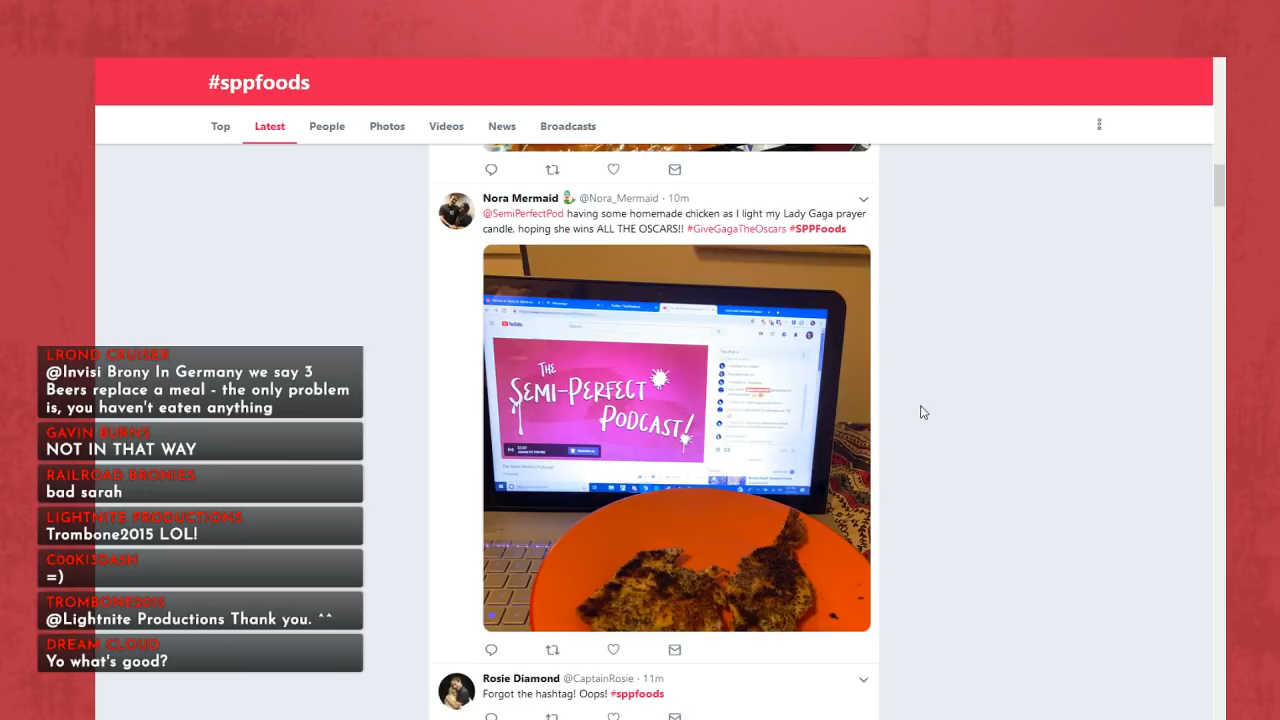 #sppfoods
Top Latest People Photos Videos News Broadcasts
Nora Mermaid @Nora_Mermaid · 10m
@SemiPerfectPod having some homemade chicken as I light my Lady Gaga prayer
candle, hoping she wins ALL THE OSCARS!! #GiveGagaTheOscars #SPPFoods
YouTube
THE
SEMI-PERFECT
PODCAST!
Rosie Diamond @CaptainRosie · 11m
Forgot the hashtag! Oops! #sppfoods
LROND CRUISER
@Invisi Brony In Germany we say 3
Beers replace a meal - the only problem
is, you haven't eaten anything
GAVIN BURNS
NOT IN THAT WAY
RAILROAD BRONIES
bad sarah
LIGHTNITE PRODUCTIONS
Trombone2015 LOL!
C00KI3DASH
=)
TROMBONE2015
@Lightnite Productions Thank you. ^^
DREAM CLOUD
Yo what's good?